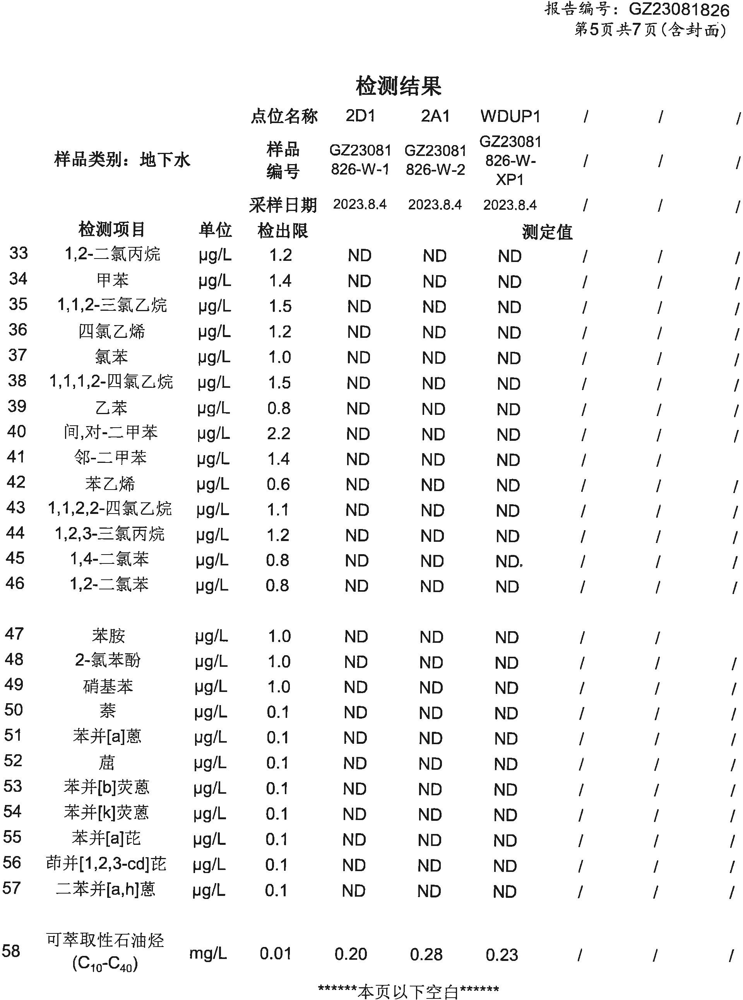 报告编号：GZ23081826
第5页共7页(含封面)
检测结果
点位名称 2D1 2A1 WDUP1 / / /
样品类别：地下水 样品编号 GZ23081826-W-1 GZ23081826-W-2 GZ23081826-W-XP1 / / /
采样日期 2023.8.4 2023.8.4 2023.8.4 / / /
检测项目 单位 检出限 测定值
33 1,2-二氯丙烷 µg/L 1.2 ND ND ND / / /
34 甲苯 µg/L 1.4 ND ND ND / / /
35 1,1,2-三氯乙烷 µg/L 1.5 ND ND ND / / /
36 四氯乙烯 µg/L 1.2 ND ND ND / / /
37 氯苯 µg/L 1.0 ND ND ND / / /
38 1,1,1,2-四氯乙烷 µg/L 1.5 ND ND ND / / /
39 乙苯 µg/L 0.8 ND ND ND / / /
40 间,对-二甲苯 µg/L 2.2 ND ND ND / / /
41 邻-二甲苯 µg/L 1.4 ND ND ND / /
42 苯乙烯 µg/L 0.6 ND ND ND / / /
43 1,1,2,2-四氯乙烷 µg/L 1.1 ND ND ND / / /
44 1,2,3-三氯丙烷 µg/L 1.2 ND ND ND / / /
45 1,4-二氯苯 µg/L 0.8 ND ND ND. / / /
46 1,2-二氯苯 µg/L 0.8 ND ND ND / / /
47 苯胺 µg/L 1.0 ND ND ND / /
48 2-氯苯酚 µg/L 1.0 ND ND ND / / /
49 硝基苯 µg/L 1.0 ND ND ND / / /
50 萘 µg/L 0.1 ND ND ND / / /
51 苯并[a]蒽 µg/L 0.1 ND ND ND / / /
52 䓛 µg/L 0.1 ND ND ND / / /
53 苯并[b]荧蒽 µg/L 0.1 ND ND ND / / /
54 苯并[k]荧蒽 µg/L 0.1 ND ND ND / / /
55 苯并[a]芘 µg/L 0.1 ND ND ND / / /
56 茚并[1,2,3-cd]芘 µg/L 0.1 ND ND ND / / /
57 二苯并[a,h]蒽 µg/L 0.1 ND ND ND / / /
58 可萃取性石油烃(C10-C40) mg/L 0.01 0.20 0.28 0.23 / / /
******本页以下空白******